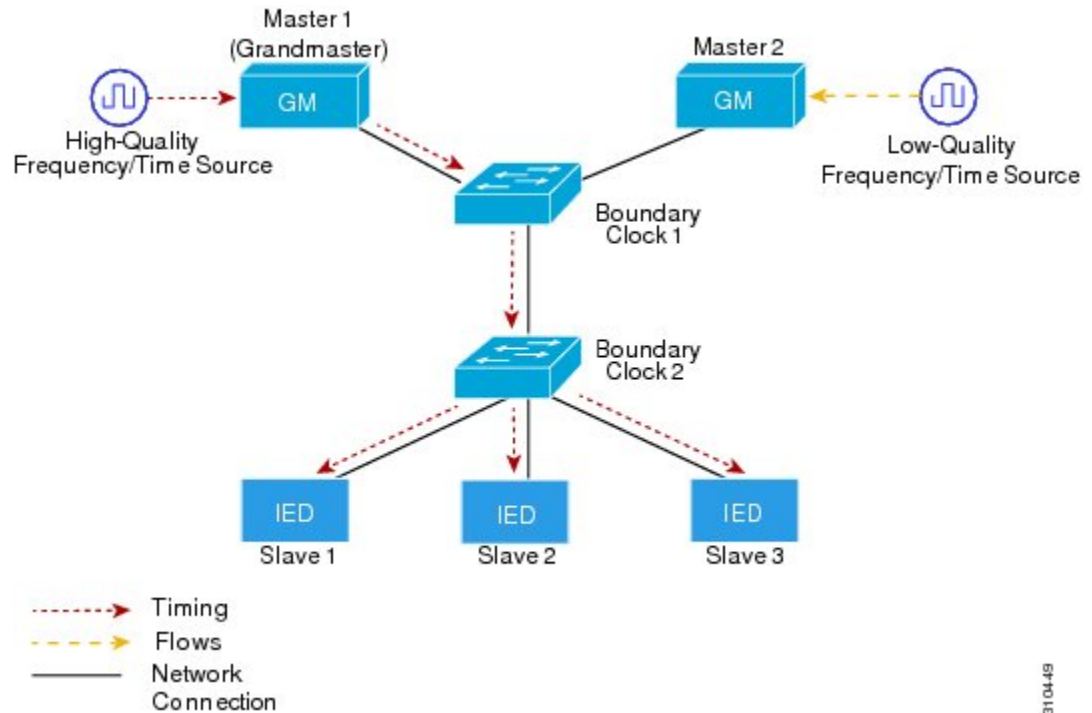 Master 1
(Grandmaster)
Master 2
GM
GM
High-Quality
Frequency/Time Source
Low-Quality
Frequency/Time Source
Boundary
Clock 1
Boundary
Clock 2
IED
IED
IED
Slave 1
Slave 2
Slave 3
Timing
Flows
Network
Connection